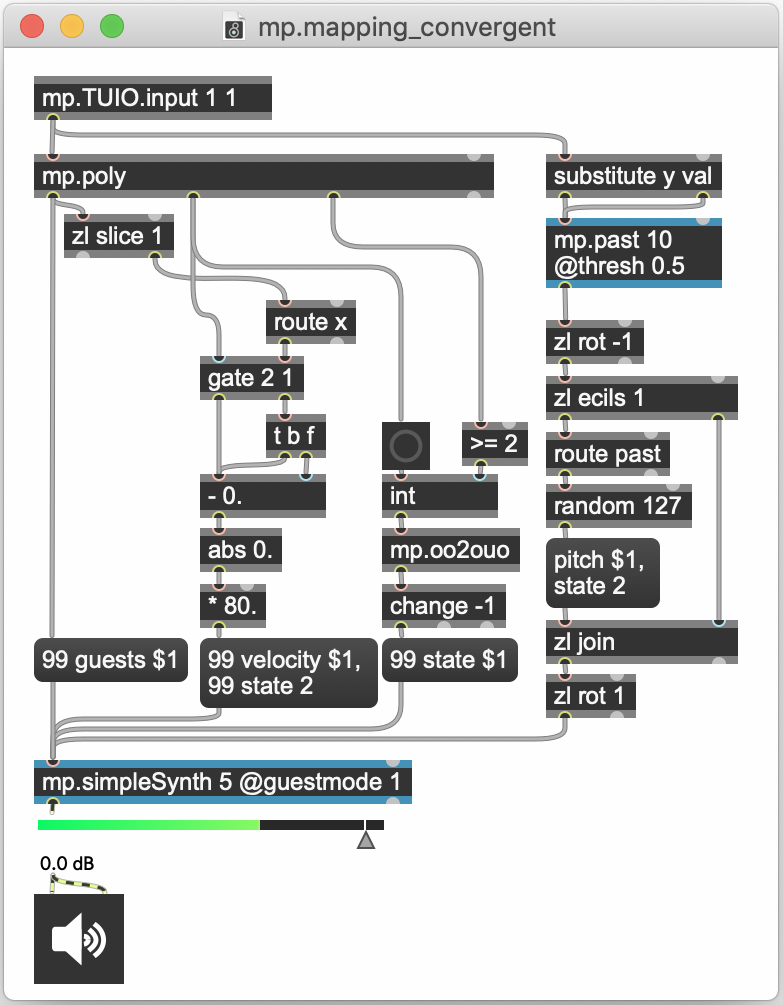 mp.mapping_convergent
mp.TUIO.input 1 1
mp.poly
substitute y val
zl slice 1
mp.past 10
@thresh 0.5
route x
zl rot -1
gate 2 1
zl ecils 1
t b f
>= 2
route past
- 0.
int
random 127
abs 0.
mp.oo2ouo
pitch $1,
state 2
* 80.
change -1
zl join
99 guests $1
99 velocity $1,
99 state 2
99 state $1
zl rot 1
mp.simpleSynth 5 @guestmode 1
0.0 dB